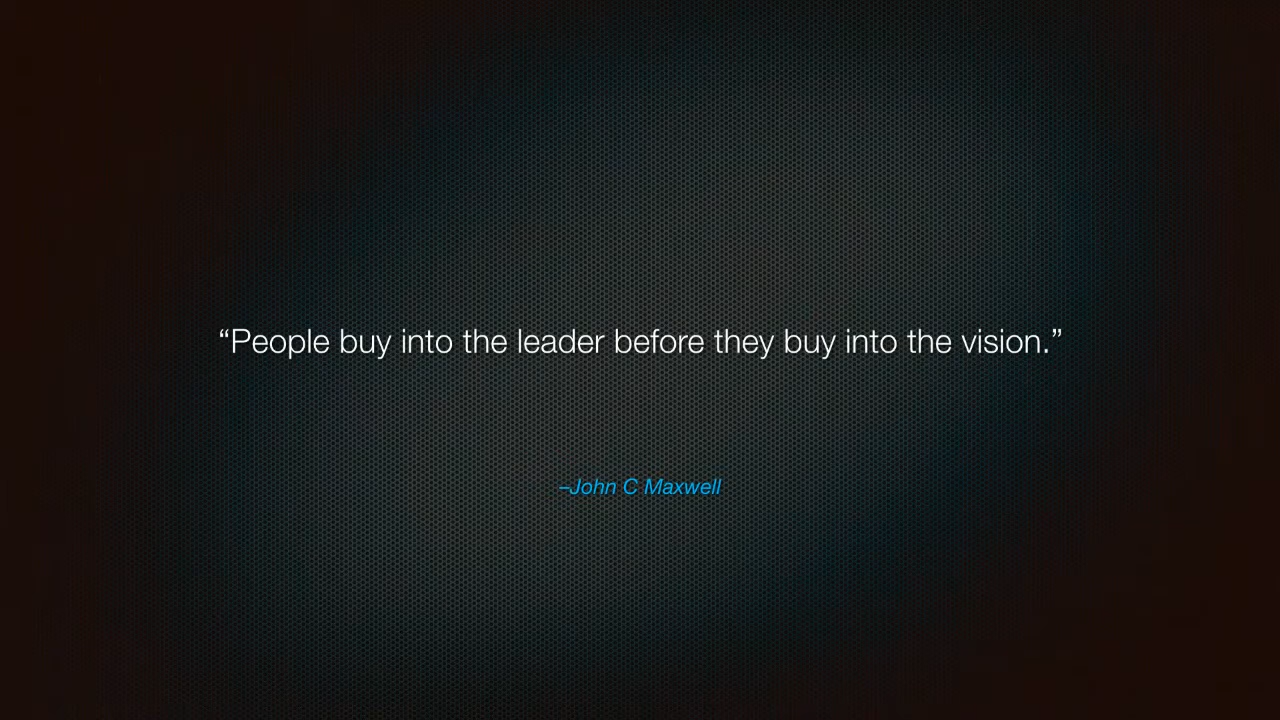 “People buy into the leader before they buy into the vision.”
–John C Maxwell